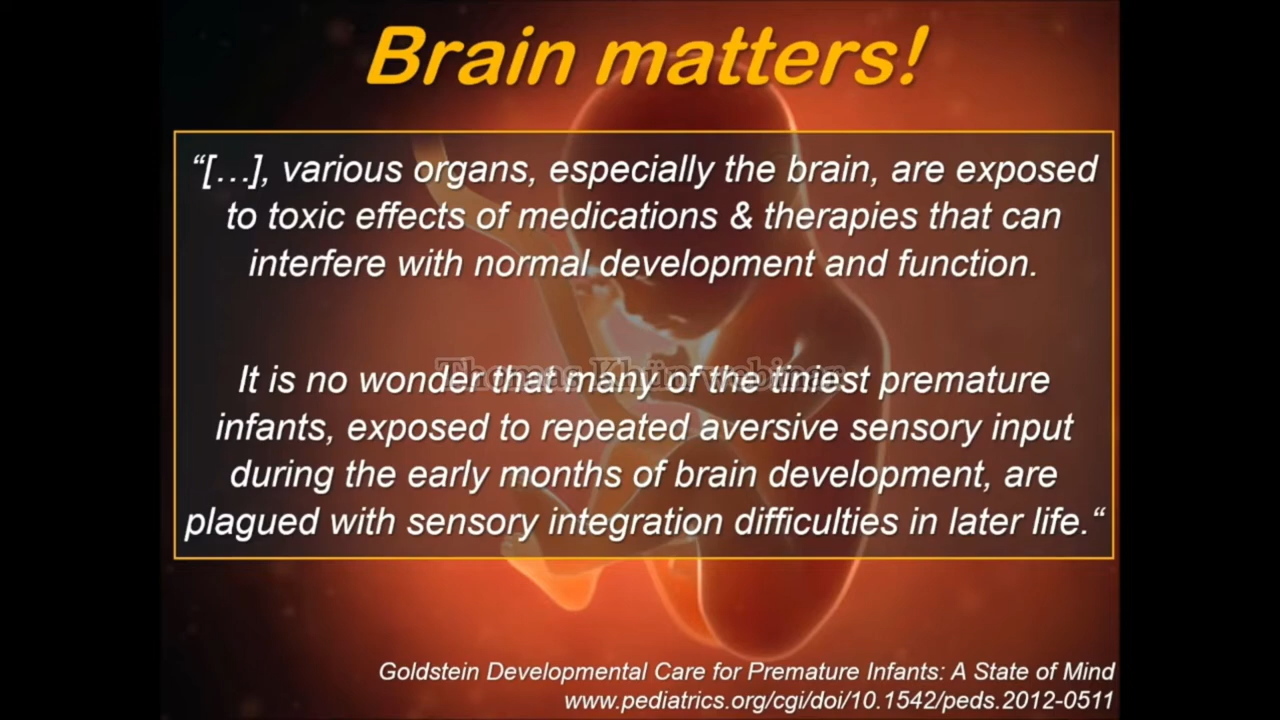 Brain matters!
“[…], various organs, especially the brain, are exposed
to toxic effects of medications & therapies that can
interfere with normal development and function.
It is no wonder that many of the tiniest premature
infants, exposed to repeated aversive sensory input
during the early months of brain development, are
plagued with sensory integration difficulties in later life.“
Thomas Khün webinar
Goldstein Developmental Care for Premature Infants: A State of Mind
www.pediatrics.org/cgi/doi/10.1542/peds.2012-0511